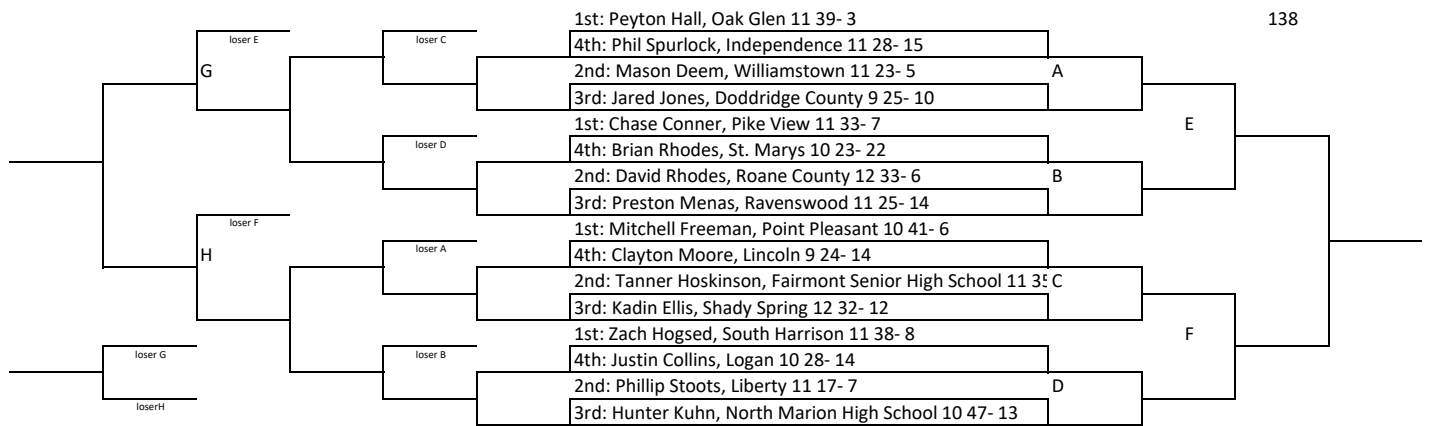 1st: Peyton Hall, Oak Glen 11 39- 3 138
loser E loser C
4th: Phil Spurlock, Independence 11 28- 15
G 2nd: Mason Deem, Williamstown 11 23- 5 A
3rd: Jared Jones, Doddridge County 9 25- 10
1st: Chase Conner, Pike View 11 33- 7 E
loser D 4th: Brian Rhodes, St. Marys 10 23- 22
2nd: David Rhodes, Roane County 12 33- 6 B
3rd: Preston Menas, Ravenswood 11 25- 14
loser F 1st: Mitchell Freeman, Point Pleasant 10 41- 6
H loser A 4th: Clayton Moore, Lincoln 9 24- 14
2nd: Tanner Hoskinson, Fairmont Senior High School 11 35 C
3rd: Kadin Ellis, Shady Spring 12 32- 12
1st: Zach Hogsed, South Harrison 11 38- 8 F
loser G loser B 4th: Justin Collins, Logan 10 28- 14
2nd: Phillip Stoots, Liberty 11 17- 7 D
loserH 3rd: Hunter Kuhn, North Marion High School 10 47- 13